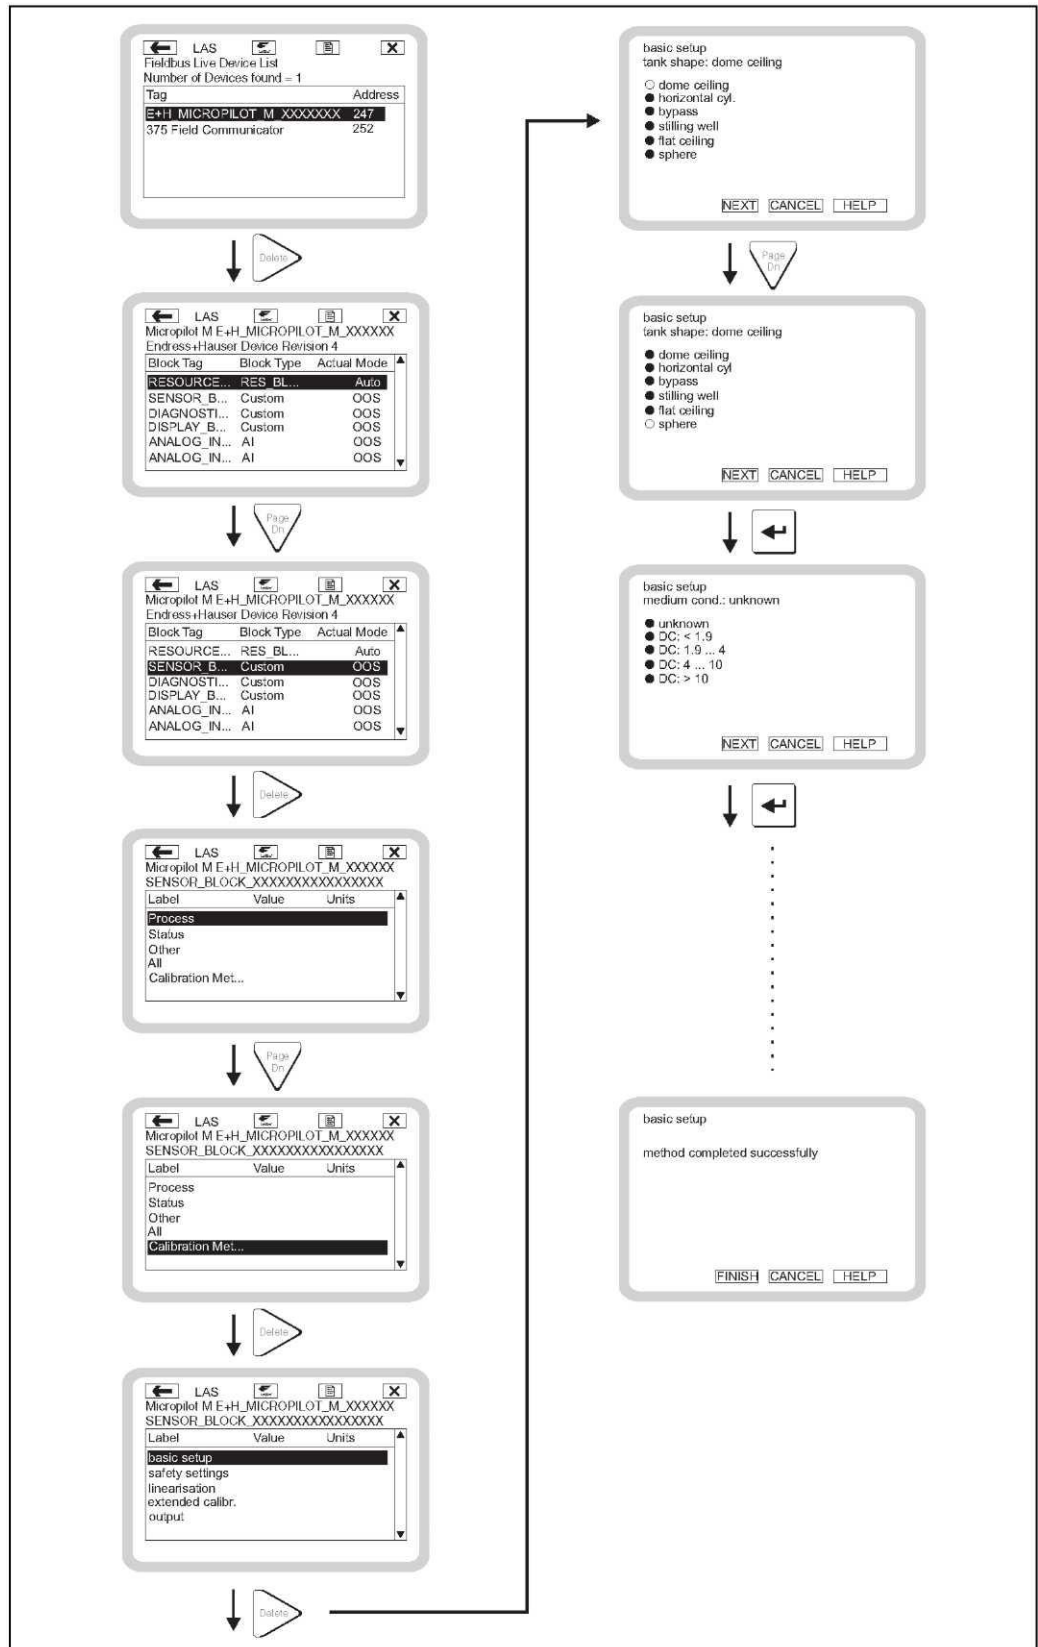 LAS
Fieldbus Live Device List
Number of Devices found = 1
Tag Address
E+H_MICROPILOT_M_XXXXXXX 247
375 Field Communicator 252
Delete
LAS
Micropilot M E+H_MICROPILOT_M_XXXXXX
Endress+Hauser Device Revision 4
Block Tag Block Type Actual Mode
RESOURCE... RES_BL... Auto
SENSOR_B... Custom OOS
DIAGNOSTI... Custom OOS
DISPLAY_B... Custom OOS
ANALOG_IN... AI OOS
ANALOG_IN... AI OOS
Page
Dn
LAS
Micropilot M E+H_MICROPILOT_M_XXXXXX
Endress+Hauser Device Revision 4
Block Tag Block Type Actual Mode
RESOURCE... RES_BL... Auto
SENSOR_B... Custom OOS
DIAGNOSTI... Custom OOS
DISPLAY_B... Custom OOS
ANALOG_IN... AI OOS
ANALOG_IN... AI OOS
Delete
LAS
Micropilot M E+H_MICROPILOT_M_XXXXXX
SENSOR_BLOCK_XXXXXXXXXXXXXXXX
Label Value Units
Process
Status
Other
All
Calibration Met...
Page
Dn
LAS
Micropilot M E+H_MICROPILOT_M_XXXXXX
SENSOR_BLOCK_XXXXXXXXXXXXXXXX
Label Value Units
Process
Status
Other
All
Calibration Met...
Delete
LAS
Micropilot M E+H_MICROPILOT_M_XXXXXX
SENSOR_BLOCK_XXXXXXXXXXXXXXXX
Label Value Units
basic setup
safety settings
linearisation
extended calibr.
output
Delete
basic setup
tank shape: dome ceiling
dome ceiling
horizontal cyl.
bypass
stilling well
flat ceiling
sphere
NEXT CANCEL HELP
Page
Dn
basic setup
tank shape: dome ceiling
dome ceiling
horizontal cyl
bypass
stilling well
flat ceiling
sphere
NEXT CANCEL HELP
basic setup
medium cond.: unknown
unknown
DC: < 1.9
DC: 1.9 ... 4
DC: 4 ... 10
DC: > 10
NEXT CANCEL HELP
basic setup
method completed successfully
FINISH CANCEL HELP